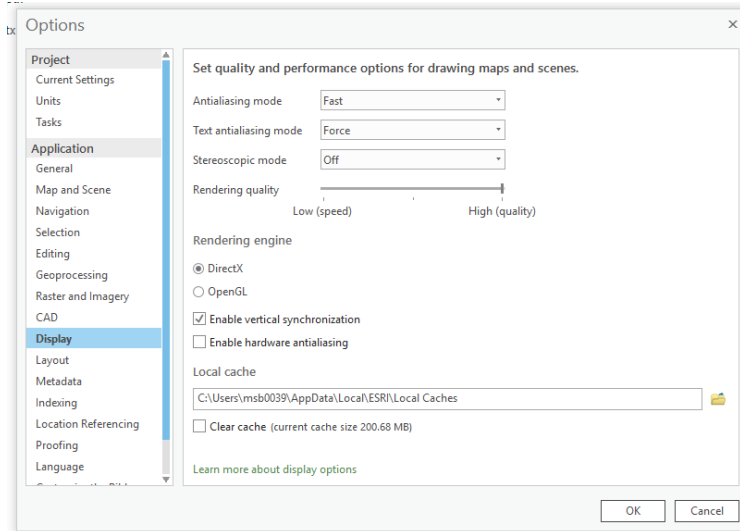 Options
Project
Current Settings
Units
Tasks
Application
General
Map and Scene
Navigation
Selection
Editing
Geoprocessing
Raster and Imagery
CAD
Display
Layout
Metadata
Indexing
Location Referencing
Proofing
Language
Set quality and performance options for drawing maps and scenes.
Antialiasing mode Fast
Text antialiasing mode Force
Stereoscopic mode Off
Rendering quality
Low (speed) High (quality)
Rendering engine
DirectX
OpenGL
Enable vertical synchronization
Enable hardware antialiasing
Local cache
C:\Users\msb0039\AppData\Local\ESRI\Local Caches
Clear cache (current cache size 200.68 MB)
Learn more about display options
OK Cancel